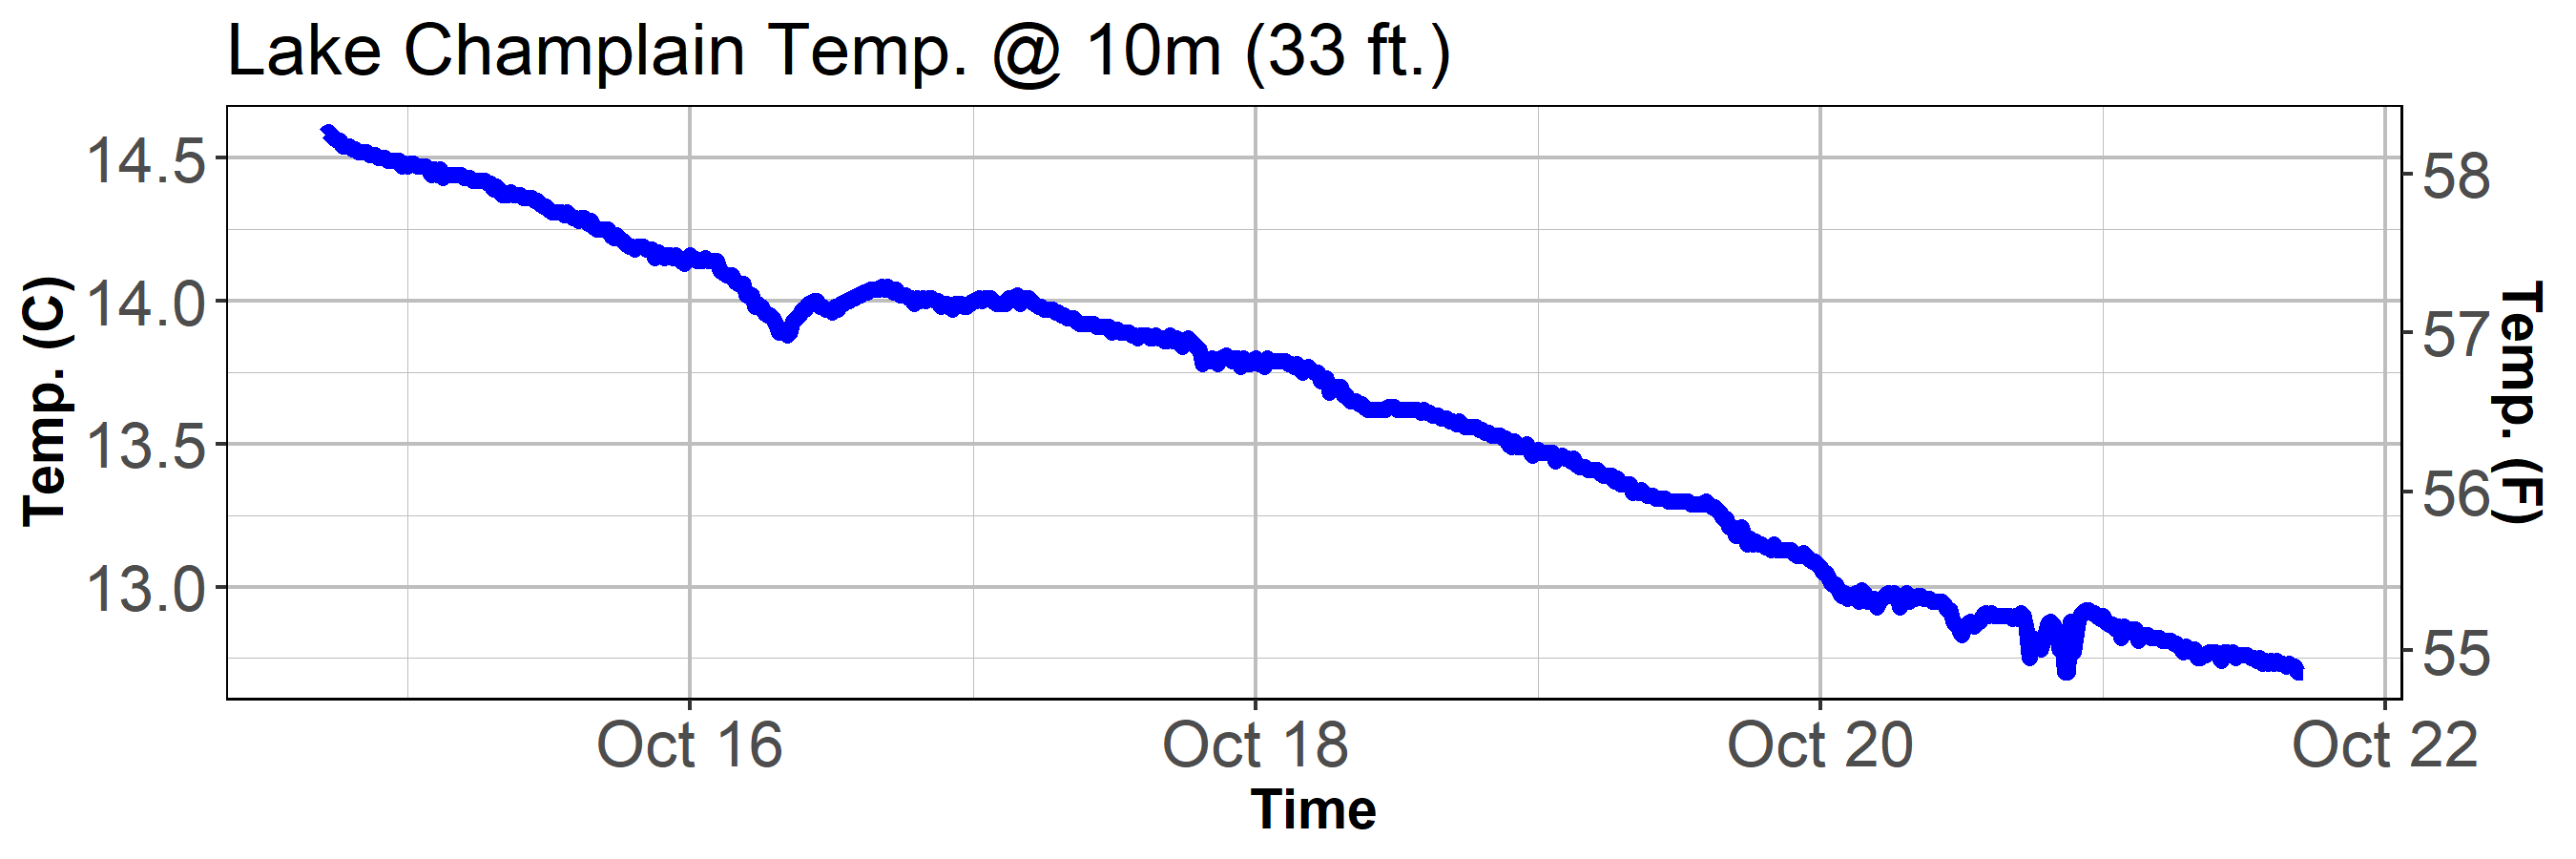 Lake Champlain Temp. @ 10m (33 ft.)
Temp. (C)
14.5
14.0
13.5
13.0
58
57
56
55
Temp. (F)
Oct 16 Oct 18 Oct 20 Oct 22
Time